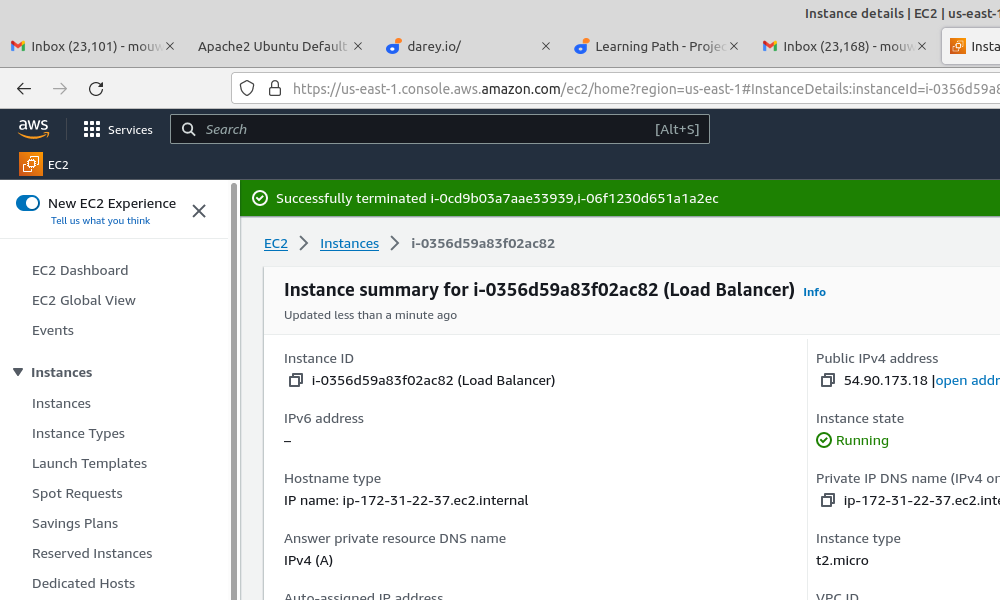 Instance details | EC2 | us-east-1
Inbox (23,101) - mouw
Apache2 Ubuntu Default
darey.io/
Learning Path - Projec
Inbox (23,168) - mouw
Insta
https://us-east-1.console.aws.amazon.com/ec2/home?region=us-east-1#InstanceDetails:instanceId=i-0356d59a8
aws
Services
Search
[Alt+S]
EC2
New EC2 Experience
Tell us what you think
Successfully terminated i-0cd9b03a7aae33939,i-06f1230d651a1a2ec
EC2
Instances
i-0356d59a83f02ac82
EC2 Dashboard
EC2 Global View
Events
Instances
Instances
Instance Types
Launch Templates
Spot Requests
Savings Plans
Reserved Instances
Dedicated Hosts
Instance summary for i-0356d59a83f02ac82 (Load Balancer) Info
Updated less than a minute ago
Instance ID
i-0356d59a83f02ac82 (Load Balancer)
IPv6 address
–
Hostname type
IP name: ip-172-31-22-37.ec2.internal
Answer private resource DNS name
IPv4 (A)
Auto-assigned IP address
Public IPv4 address
54.90.173.18 |open addr
Instance state
Running
Private IP DNS name (IPv4 on
ip-172-31-22-37.ec2.inte
Instance type
t2.micro
VPC ID